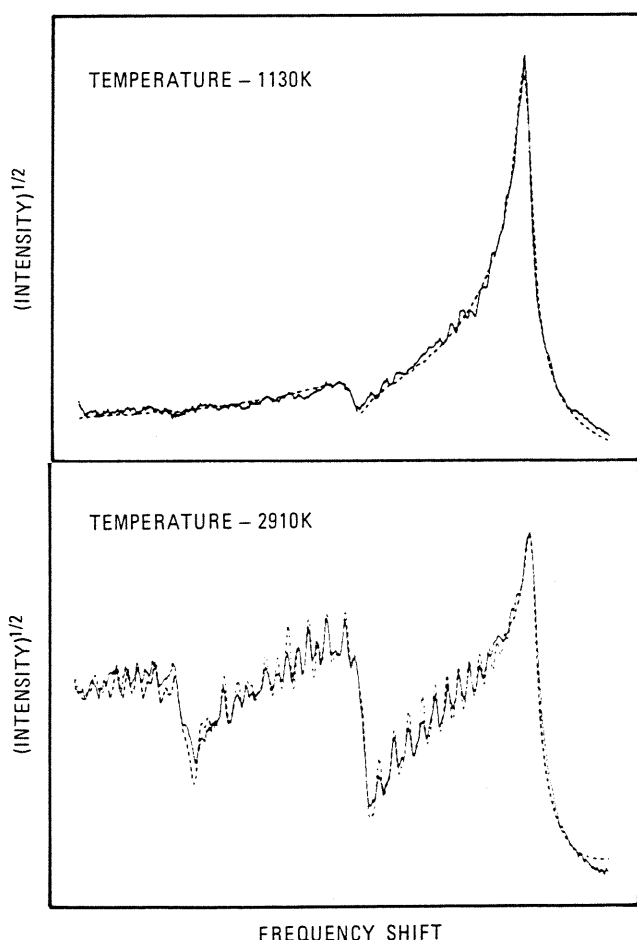 TEMPERATURE – 1130K
(INTENSITY)1/2
TEMPERATURE – 2910K
(INTENSITY)1/2
FREQUENCY SHIFT